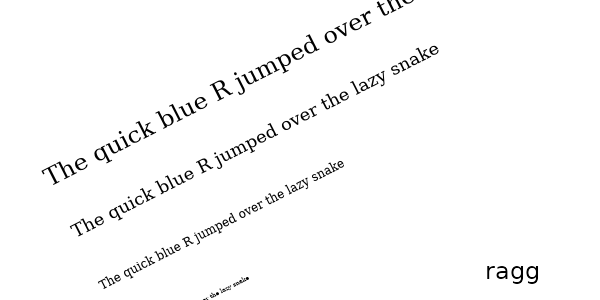 The quick blue R jumped over the
The quick blue R jumped over the lazy snake
The quick blue R jumped over the lazy snake
the lazy snake
ragg